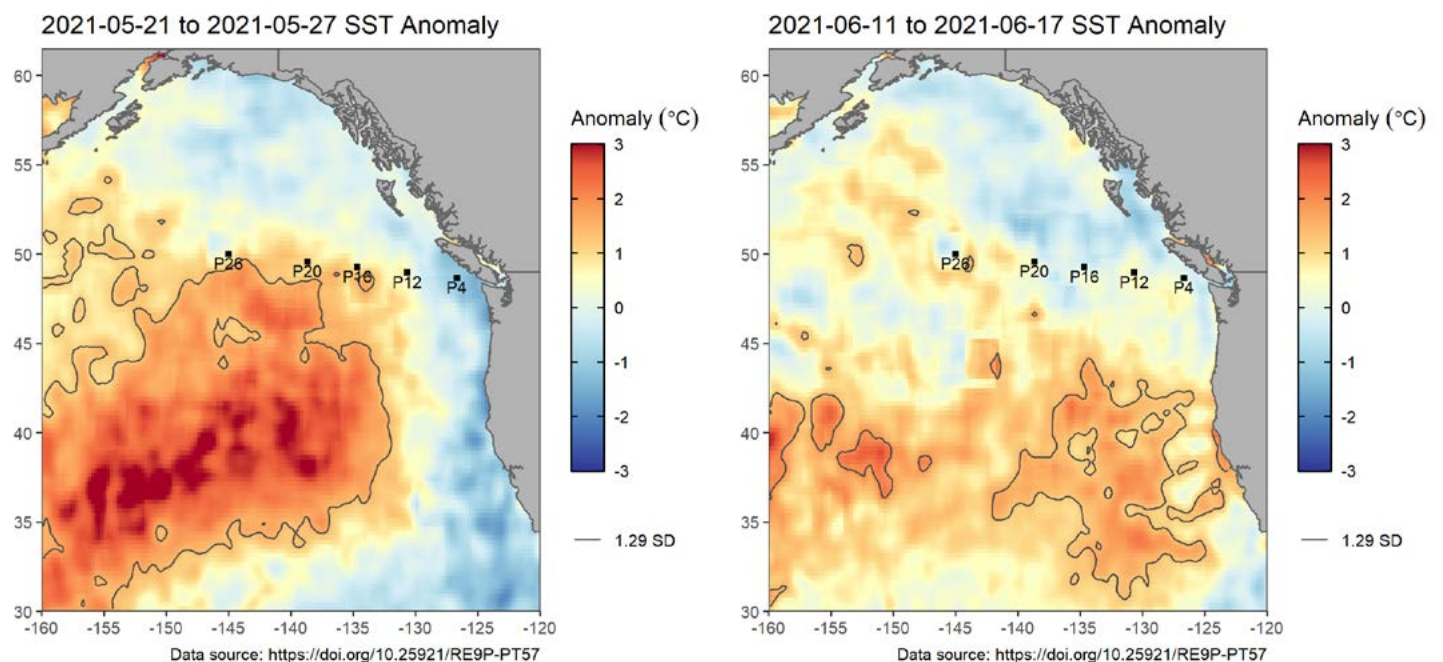 2021-05-21 to 2021-05-27 SST Anomaly
60
55
50
45
40
35
30
-160
-155
-150
-145
-140
-135
-130
-125
-120
P26
P20
P16
P12
P4
Anomaly (°C)
3
2
1
0
-1
-2
-3
1.29 SD
Data source: https://doi.org/10.25921/RE9P-PT57
2021-06-11 to 2021-06-17 SST Anomaly
60
55
50
45
40
35
30
-160
-155
-150
-145
-140
-135
-130
-125
-120
P26
P20
P16
P12
P4
Anomaly (°C)
3
2
1
0
-1
-2
-3
1.29 SD
Data source: https://doi.org/10.25921/RE9P-PT57